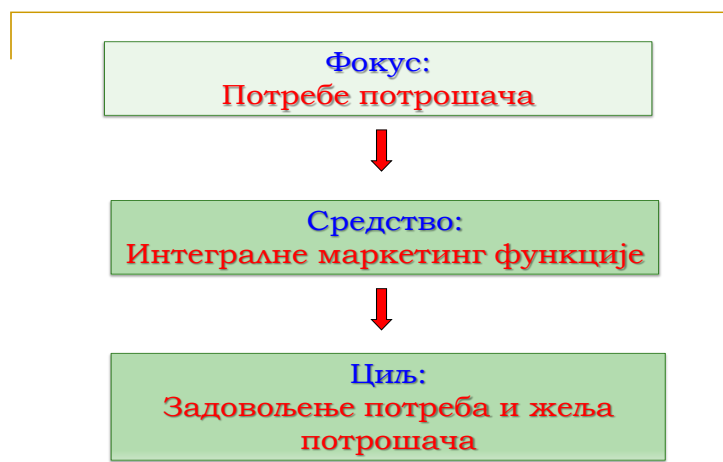 Фокус:
Потребе потрошача
Средство:
Интегралне маркетинг функције
Циљ:
Задовољење потреба и жеља
потрошача